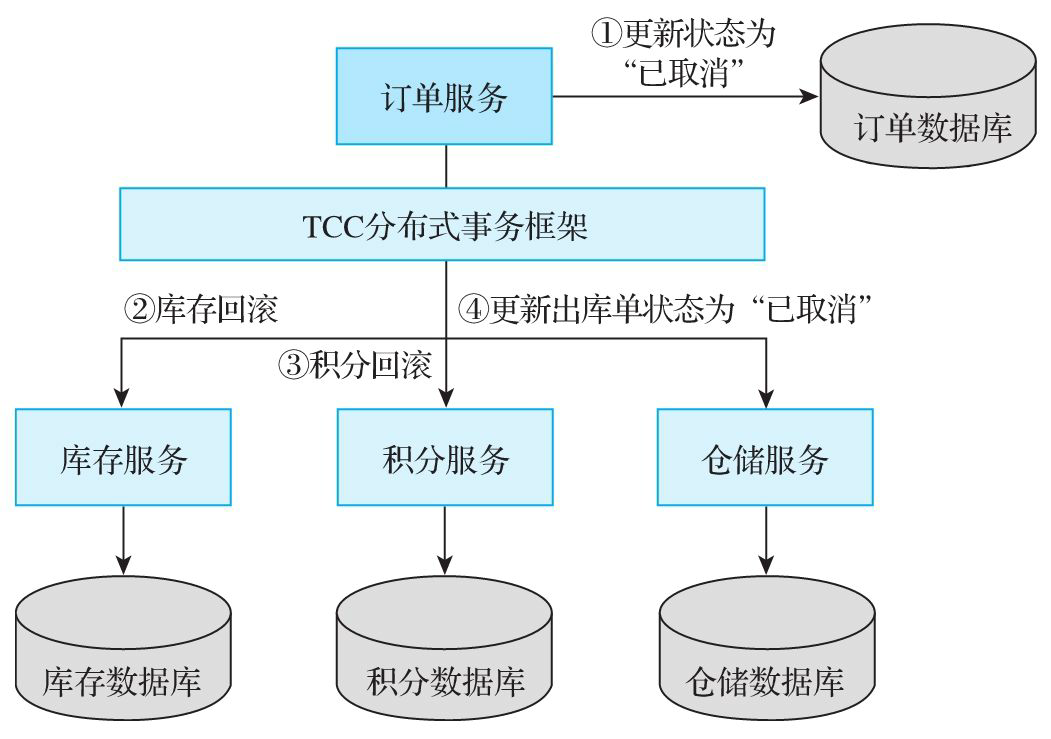 ①更新状态为
“已取消”
订单服务
订单数据库
TCC分布式事务框架
②库存回滚
④更新出库单状态为“已取消”
③积分回滚
库存服务
积分服务
仓储服务
库存数据库
积分数据库
仓储数据库